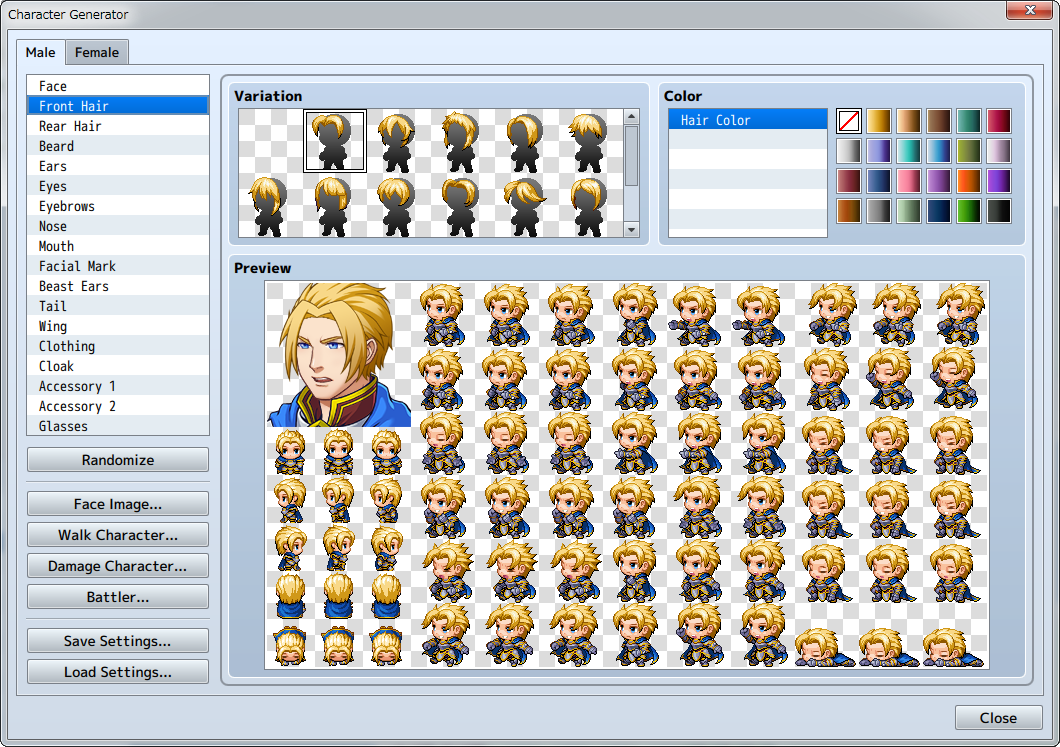 Character Generator
Male
Female
Face
Front Hair
Rear Hair
Beard
Ears
Eyes
Eyebrows
Nose
Mouth
Facial Mark
Beast Ears
Tail
Wing
Clothing
Cloak
Accessory 1
Accessory 2
Glasses
Randomize
Face Image...
Walk Character...
Damage Character...
Battler...
Save Settings...
Load Settings...
Variation
Color
Hair Color
Preview
Close